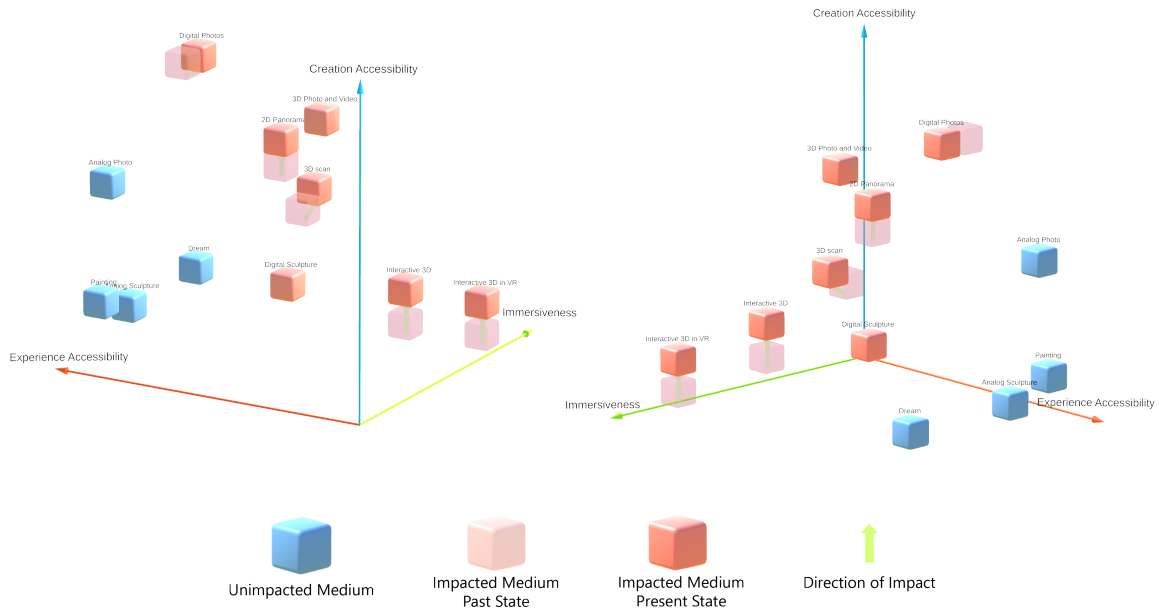 Creation Accessibility
Digital Photos
Creation Accessibility
3D Photo and Video
2D Panorama
Analog Photo
3D scan
Dream
Digital Sculpture
Interactive 3D
Painting
Sculpture
Interactive 3D in VR
Immersiveness
Experience Accessibility
Digital Photos
3D Photo and Video
2D Panorama
Analog Photo
3D scan
Interactive 3D
Digital Sculpture
Interactive 3D in VR
Painting
Analog Sculpture
Immersiveness
Experience Accessibility
Dream
Unimpacted Medium
Impacted Medium
Past State
Impacted Medium
Present State
Direction of Impact